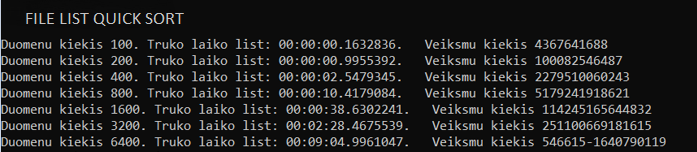 FILE LIST QUICK SORT
Duomenu kiekis 100. Truko laiko list: 00:00:00.1632836. Veiksmu kiekis 4367641688
Duomenu kiekis 200. Truko laiko list: 00:00:00.9955392. Veiksmu kiekis 100082546487
Duomenu kiekis 400. Truko laiko list: 00:00:02.5479345. Veiksmu kiekis 2279510060243
Duomenu kiekis 800. Truko laiko list: 00:00:10.4179084. Veiksmu kiekis 5179241918621
Duomenu kiekis 1600. Truko laiko list: 00:00:38.6302241. Veiksmu kiekis 114245165644832
Duomenu kiekis 3200. Truko laiko list: 00:02:28.4675539. Veiksmu kiekis 251100669181615
Duomenu kiekis 6400. Truko laiko list: 00:09:04.9961047. Veiksmu kiekis 546615-1640790119